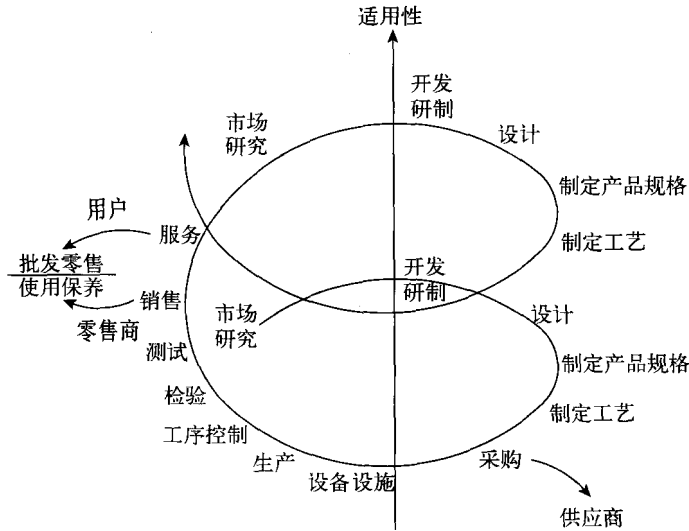 适用性
开发
研制
市场
研究
设计
制定产品规格
制定工艺
用户
服务
批发零售
使用保养
销售
零售商
开发
研制
市场
研究
设计
制定产品规格
制定工艺
测试
检验
工序控制
生产
设备设施
采购
供应商